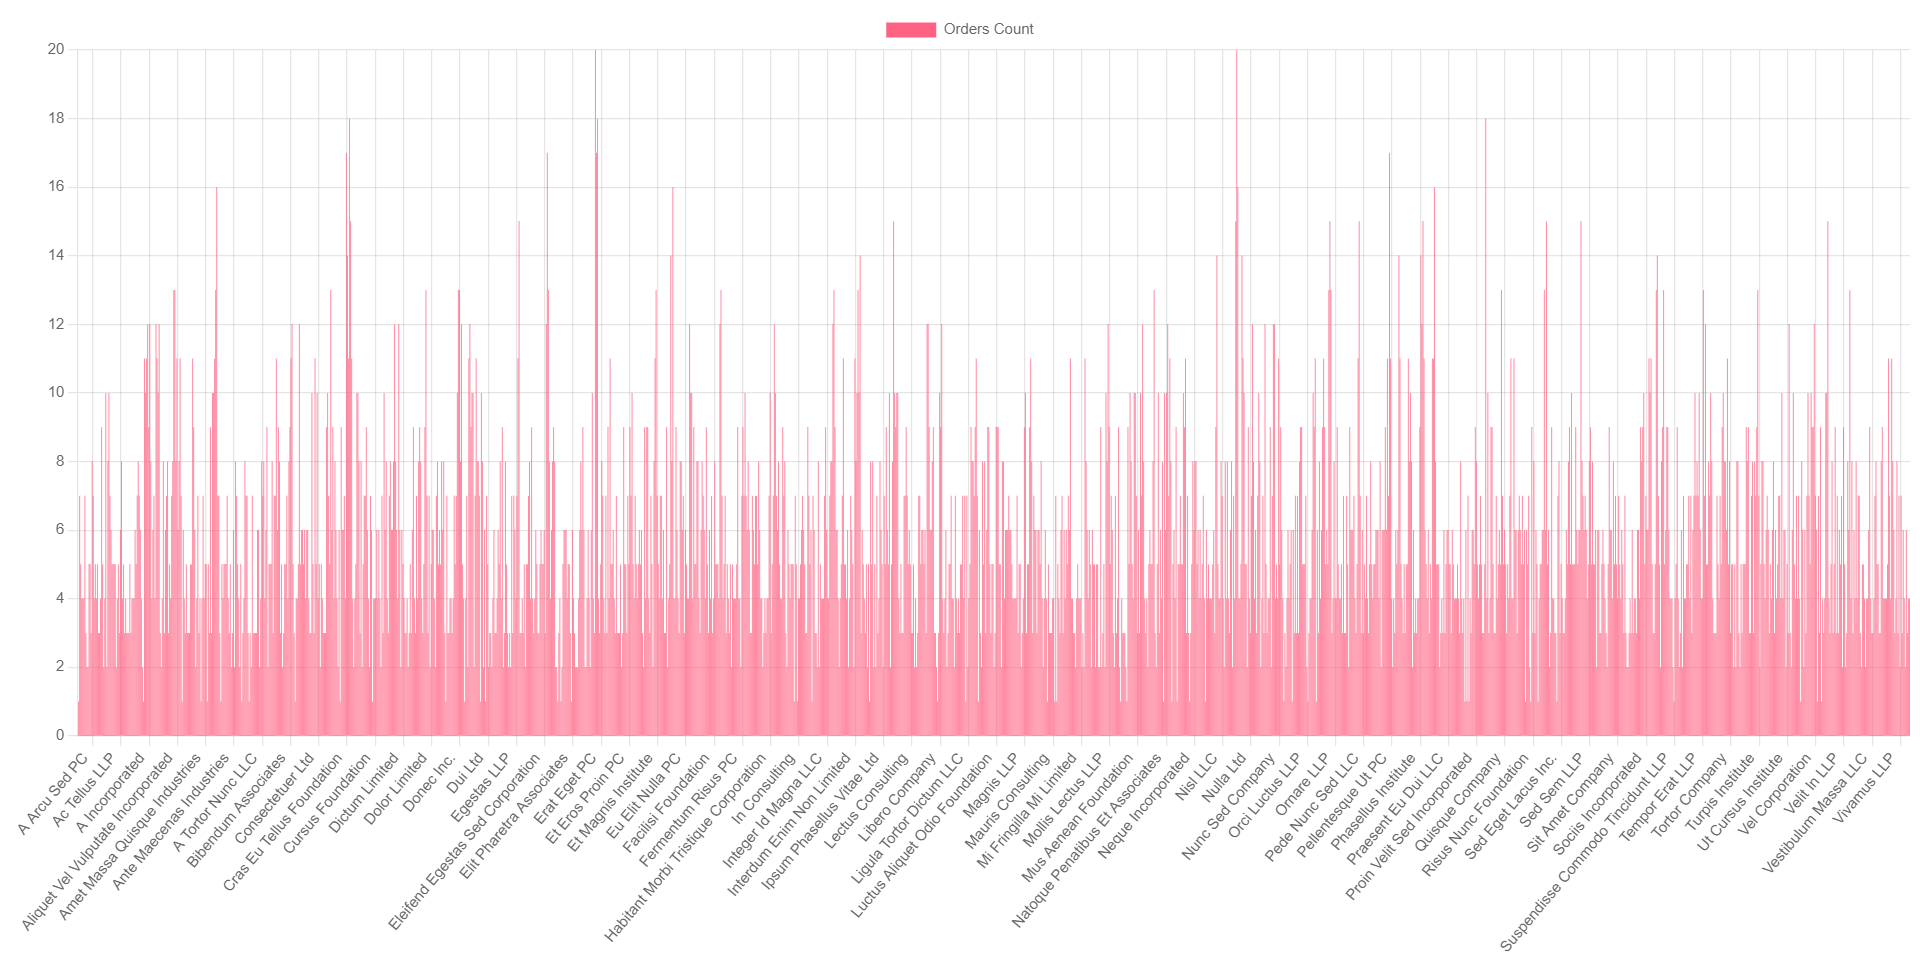 Orders Count
20
18
16
14
12
10
8
6
4
2
0
A Arcu Sed PC
Ac Tellus LLP
A Incorporated
Aliquet Vel Vulputate Incorporated
Amet Massa Quisque Industries
Ante Maecenas Industries
A Tortor Nunc LLC
Bibendum Associates
Consectetuer Ltd
Cras Eu Tellus Foundation
Cursus Foundation
Dictum Limited
Dolor Limited
Donec Inc.
Dui Ltd
Egestas LLP
Eleifend Egestas Sed Corporation
Elit Pharetra Associates
Erat Eget PC
Et Eros Proin PC
Et Magnis Institute
Eu Elit Nulla PC
Facilisi Foundation
Fermentum Risus PC
Habitant Morbi Tristique Corporation
In Consulting
Integer Id Magna LLC
Interdum Enim Non Limited
Ipsum Phasellus Vitae Ltd
Lectus Consulting
Libero Company
Ligula Tortor Dictum LLC
Luctus Aliquet Odio Foundation
Magnis LLP
Mauris Consulting
Mi Fringilla Mi Limited
Mollis Lectus LLP
Mus Aenean Foundation
Natoque Penatibus Et Associates
Neque Incorporated
Nisl LLC
Nulla Ltd
Nunc Sed Company
Orci Luctus LLP
Ornare LLP
Pede Nunc Sed LLC
Pellentesque Ut PC
Phasellus Institute
Praesent Eu Dui LLC
Proin Velit Sed Incorporated
Quisque Company
Risus Nunc Foundation
Sed Eget Lacus Inc.
Sed Sem LLP
Sit Amet Company
Sociis Incorporated
Suspendisse Commodo Tincidunt LLP
Tempor Erat LLP
Tortor Company
Turpis Institute
Ut Cursus Institute
Vel Corporation
Velit In LLP
Vestibulum Massa LLC
Vivamus LLP